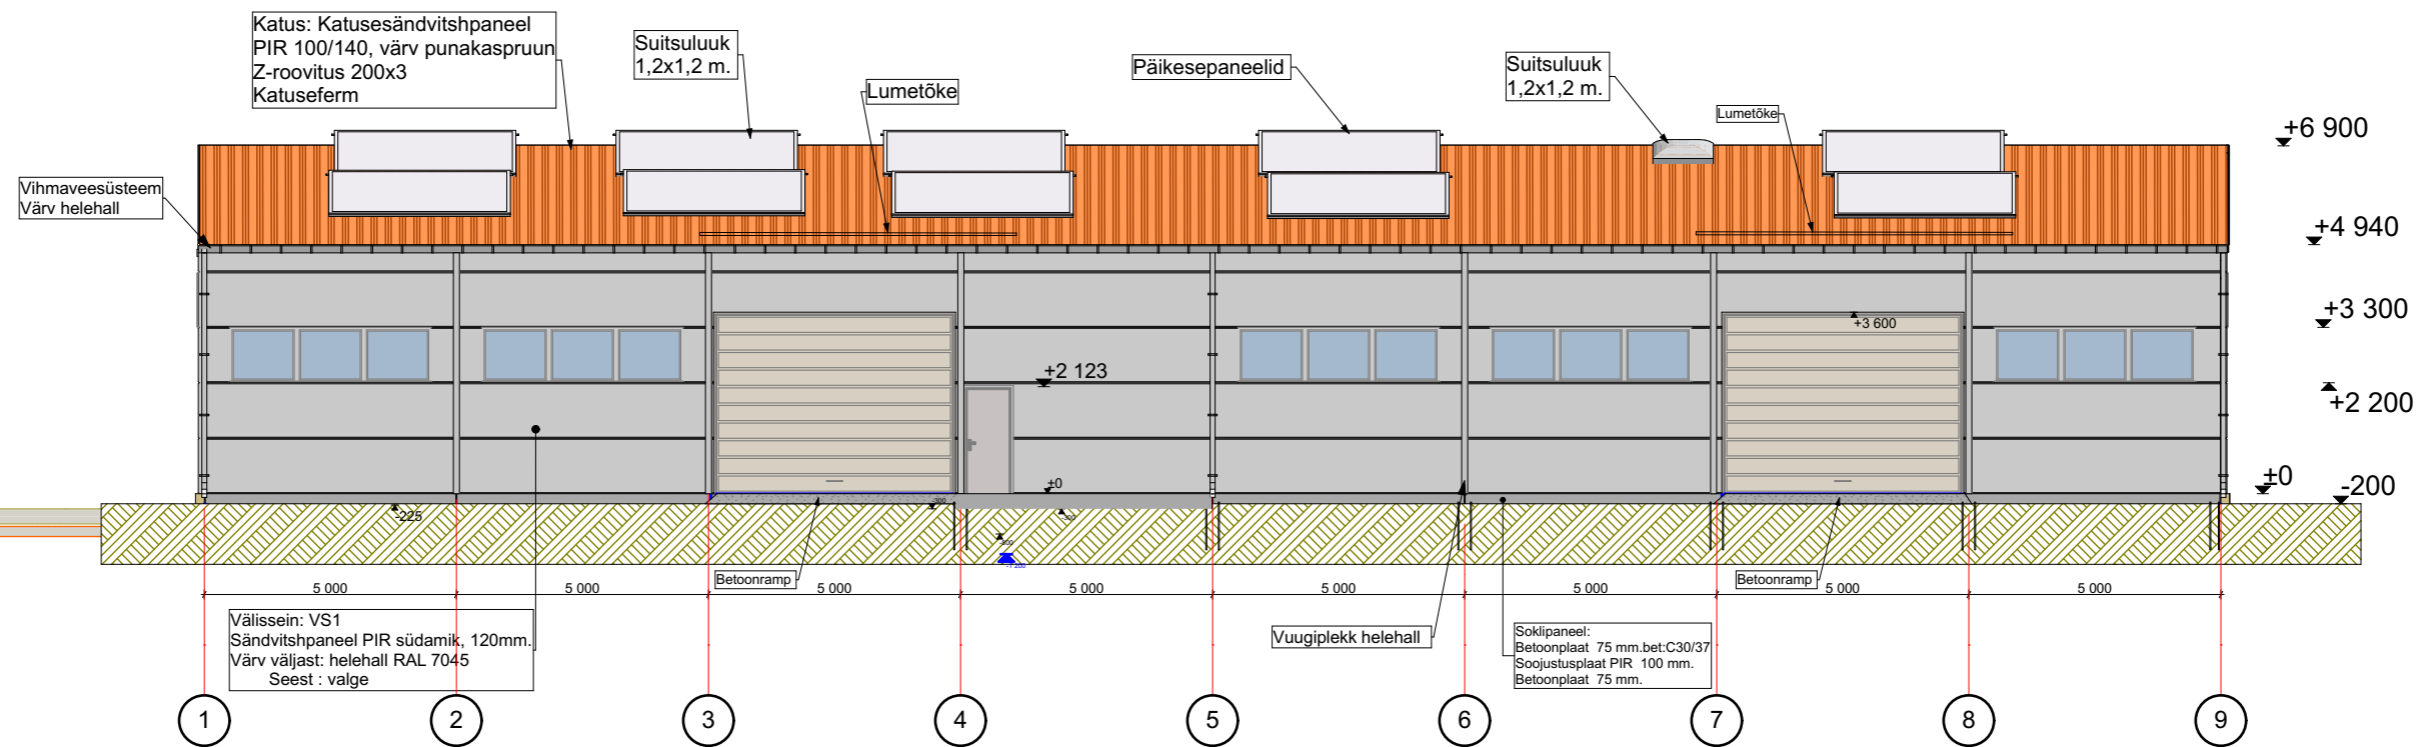 Katus: Katusesändvitshpaneel
PIR 100/140, värv punakaspruun
Z-roovitus 200x3
Katuseferm
Suitsuluuk
1,2x1,2 m.
Lumetõke
Päikesepaneelid
Suitsuluuk
1,2x1,2 m.
Lumetõke
+6 900
Vihmaveesüsteem
Värv helehall
+4 940
+3 300
+3 600
+2 123
+2 200
±0
±0
-200
-225
-300
-1 200
Betoonramp
Betoonramp
5 000
5 000
5 000
5 000
5 000
5 000
5 000
5 000
Välissein: VS1
Sändvitshpaneel PIR südamik, 120mm.
Värv väljast: helehall RAL 7045
Seest : valge
Vuugiplekk helehall
Soklipaneel:
Betoonplaat 75 mm.bet:C30/37
Soojustusplaat PIR 100 mm.
Betoonplaat 75 mm.
1
2
3
4
5
6
7
8
9